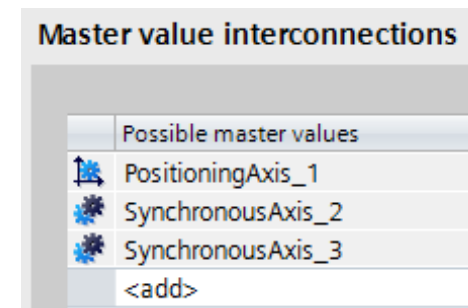 Master value interconnections
Possible master values
PositioningAxis_1
SynchronousAxis_2
SynchronousAxis_3
<add>